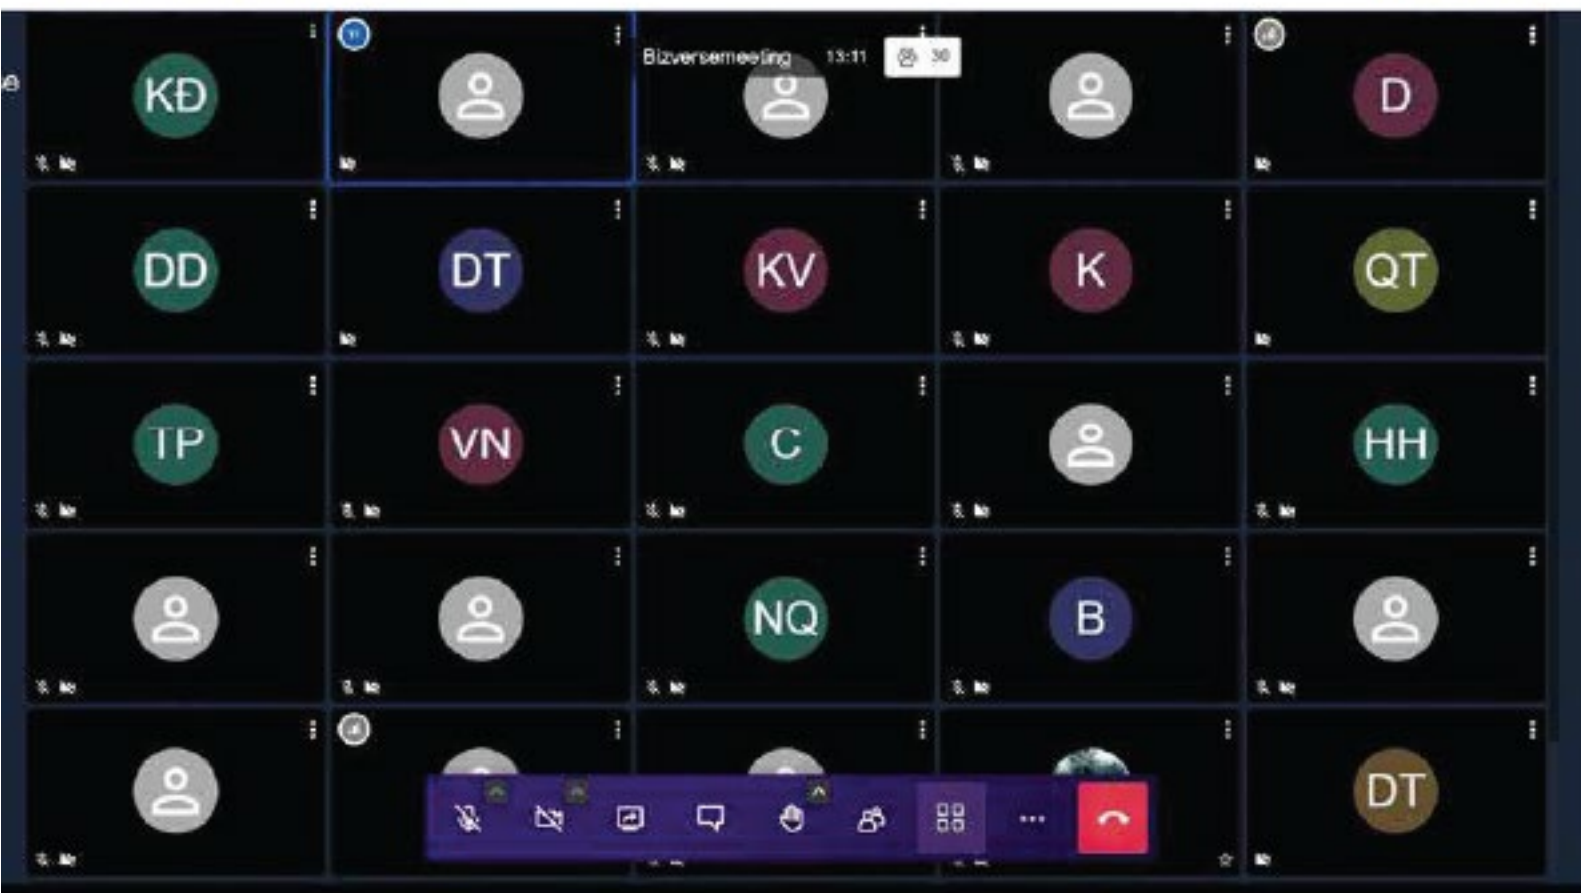 Bizversemeeting 13:11 30
KĐ
D
DD
DT
KV
K
QT
TP
VN
C
HH
NQ
B
DT